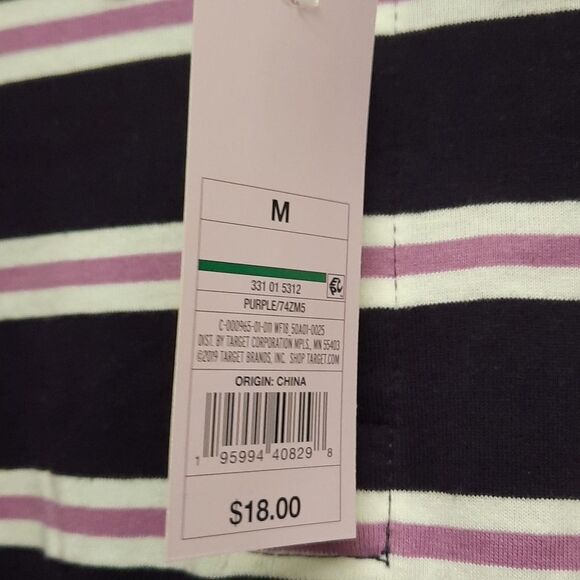 M
331 01 5312
PURPLE/74ZM5
C-000965-01-011 WF18_50A01-0025
DIST. BY TARGET CORPORATION MPLS., MN 55403
©2019 TARGET BRANDS, INC. SHOP TARGET.COM
ORIGIN: CHINA
1 95994 40829 8
$18.00